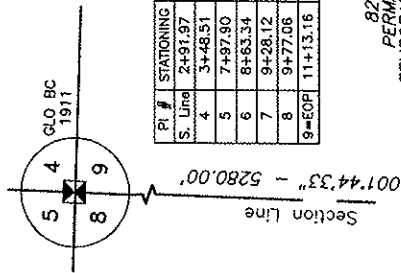 GLO BC
1911
5 4
8 9
Section Line
001°44'33" - 5280.00'
PI # STATIONING
S. Line 2+91.97
4 3+48.51
5 7+97.90
6 8+63.34
7 9+28.12
8 9+77.06
9=EOP 11+13.16
82
PERMA